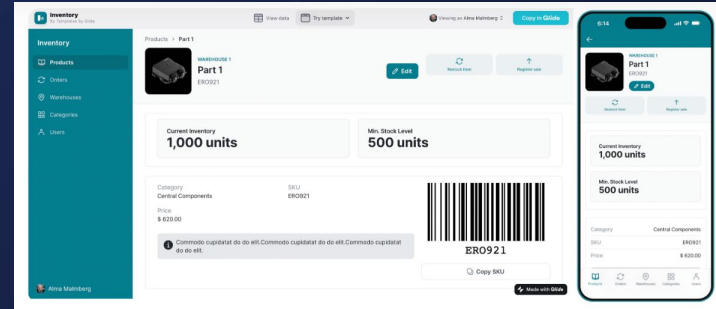 Inventory
by Templates by Glide
View data
Try template
Viewing as Alma Malmberg
Copy in Glide
Inventory
Products
Orders
Warehouses
Categories
Users
Alma Malmberg
Products > Part 1
WAREHOUSE 1
Part 1
ERO921
Edit
Restock item
Register sale
Current Inventory
1,000 units
Min. Stock Level
500 units
Category
Central Components
SKU
ERO921
Price
$ 620.00
Commodo cupidatat do do elit.Commodo cupidatat do do elit.Commodo cupidatat
do do elit.
ERO921
Copy SKU
Made with Glide
6:14
WAREHOUSE 1
Part 1
ERO921
Edit
Restock item
Register sale
Current Inventory
1,000 units
Min. Stock Level
500 units
Category Central Components
SKU ERO921
Price $ 620.00
Products
Orders
Warehouses
Categories
Users